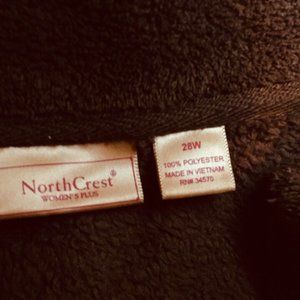 NorthCrest®
WOMEN'S PLUS
28W
100% POLYESTER
MADE IN VIETNAM
RN# 34570